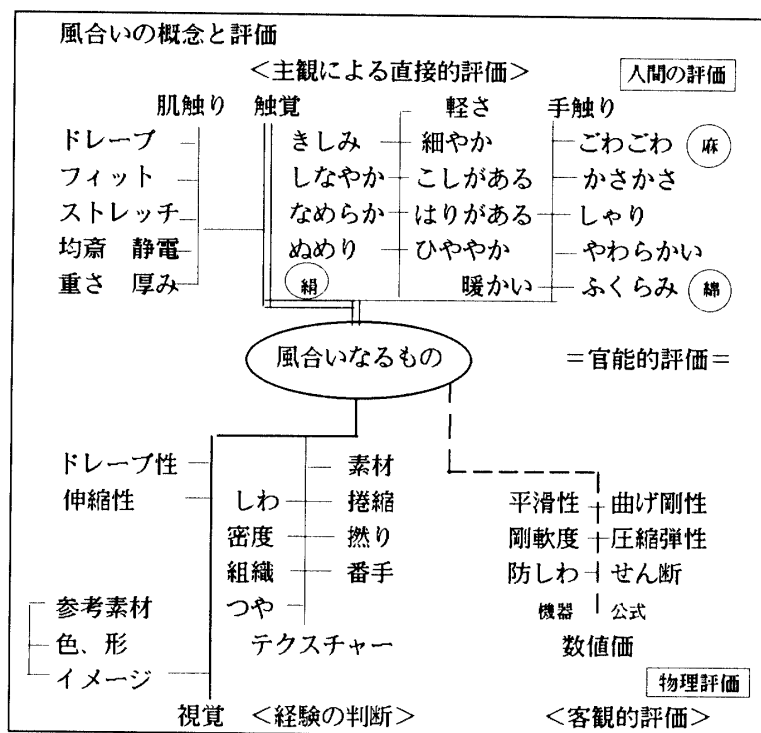 風合いの概念と評価
<主観による直接的評価> 人間の評価
肌触り 触覚 軽さ 手触り
ドレープ きしみ 細やか ごわごわ 麻
フィット しなやか こしがある かさかさ
ストレッチ なめらか はりがある しゃり
均斎 静電 ぬめり ひややか やわらかい
重さ 厚み 絹 暖かい ふくらみ 綿
風合いなるもの =官能的評価=
ドレープ性 素材
伸縮性 しわ 捲縮 平滑性 曲げ剛性
密度 撚り 剛軟度 圧縮弾性
組織 番手 防しわ せん断
参考素材 つや 機器 公式
色、形 テクスチャー 数値価
イメージ 物理評価
視覚 <経験の判断> <客観的評価>